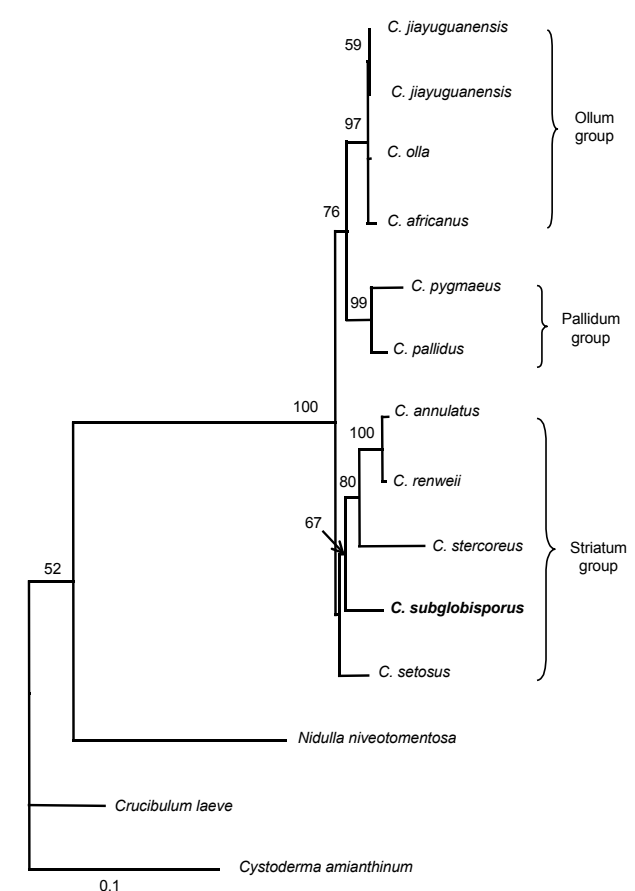 C. jiayuguanensis
59
C. jiayuguanensis
Ollum
group
97
C. olla
76
C. africanus
C. pygmaeus
99
Pallidum
group
C. pallidus
100
C. annulatus
100
80
C. renweii
67
C. stercoreus
Striatum
group
52
C. subglobisporus
C. setosus
Nidulla niveotomentosa
Crucibulum laeve
Cystoderma amianthinum
0.1